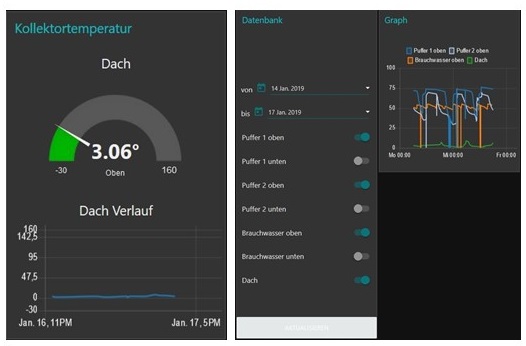 Kollektortemperatur
Dach
3.06°
-30
Oben
160
Dach Verlauf
160
142,5
95
47,5
0
-30
Jan. 16, 11PM
Jan. 17, 5PM
Datenbank
von 14 Jan. 2019
bis 17 Jan. 2019
Puffer 1 oben
Puffer 1 unten
Puffer 2 oben
Puffer 2 unten
Brauchwasser oben
Brauchwasser unten
Dach
AKTUALISIEREN
Graph
Puffer 1 oben Puffer 2 oben
Brauchwasser oben Dach
100
75
50
25
0
Mo 00:00
Mi 00:00
Fr 00:00